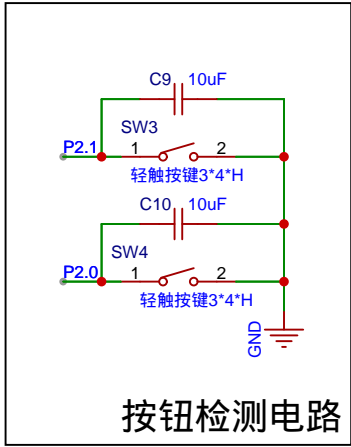 C9 10uF
SW3
P2.1 1 2
轻触按键3*4*H
C10 10uF
SW4
P2.0 1 2
轻触按键3*4*H
GND
按钮检测电路